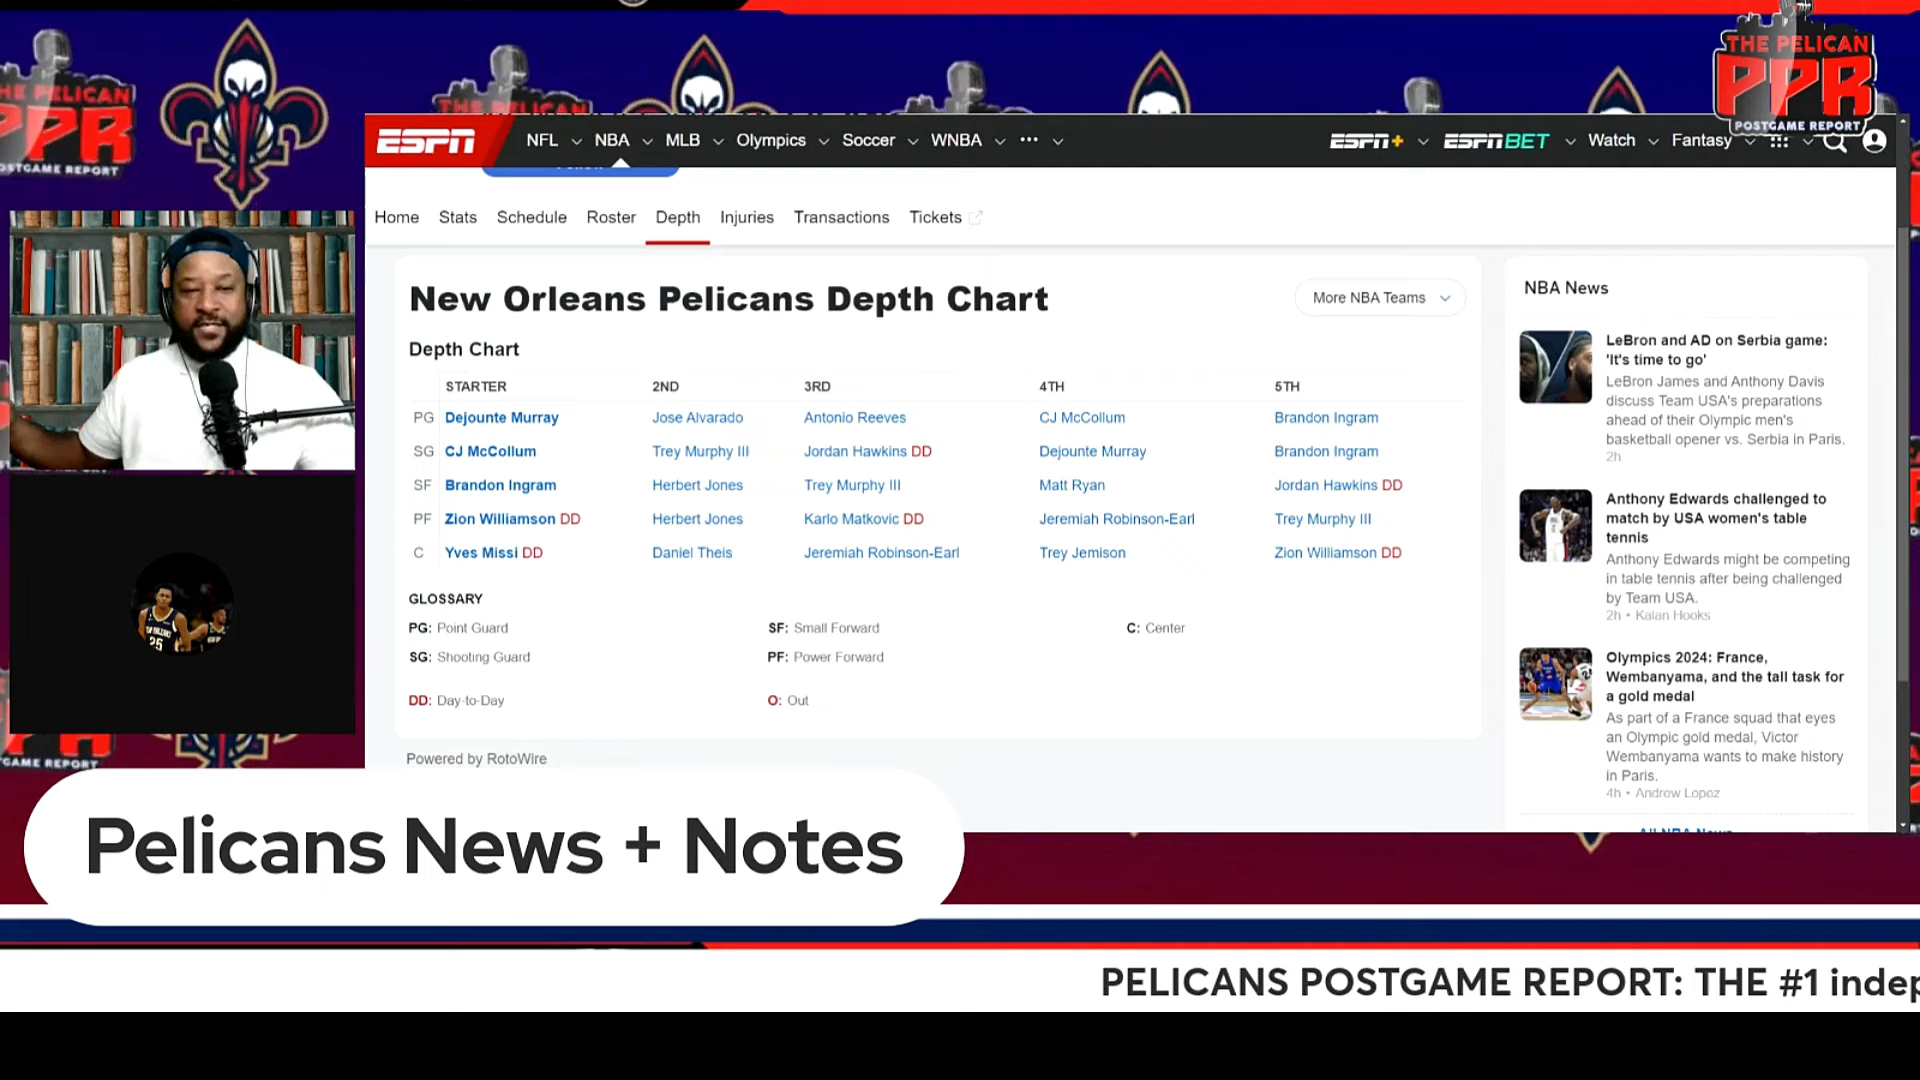 THE PELICAN
PPR
POSTGAME REPORT
THE PELICAN
ESPN
NFL NBA MLB Olympics Soccer WNBA ...
ESPN+ ESPN BET Watch Fantasy
Home Stats Schedule Roster Depth Injuries Transactions Tickets
New Orleans Pelicans Depth Chart
More NBA Teams
Depth Chart
STARTER 2ND 3RD 4TH 5TH
PG Dejounte Murray Jose Alvarado Antonio Reeves CJ McCollum Brandon Ingram
SG CJ McCollum Trey Murphy III Jordan Hawkins DD Dejounte Murray Brandon Ingram
SF Brandon Ingram Herbert Jones Trey Murphy III Matt Ryan Jordan Hawkins DD
PF Zion Williamson DD Herbert Jones Karlo Matkovic DD Jeremiah Robinson-Earl Trey Murphy III
C Yves Missi DD Daniel Theis Jeremiah Robinson-Earl Trey Jemison Zion Williamson DD
GLOSSARY
PG: Point Guard SF: Small Forward C: Center
SG: Shooting Guard PF: Power Forward
DD: Day-to-Day O: Out
Powered by RotoWire
NBA News
LeBron and AD on Serbia game:
'It's time to go'
LeBron James and Anthony Davis
discuss Team USA's preparations
ahead of their Olympic men's
basketball opener vs. Serbia in Paris.
2h
Anthony Edwards challenged to
match by USA women's table
tennis
Anthony Edwards might be competing
in table tennis after being challenged
by Team USA.
2h • Kalan Hooks
Olympics 2024: France,
Wembanyama, and the tall task for
a gold medal
As part of a France squad that eyes
an Olympic gold medal, Victor
Wembanyama wants to make history
in Paris.
4h • Andrew Lopez
All NBA News
25
Pelicans News + Notes
PELICANS POSTGAME REPORT: THE #1 indep